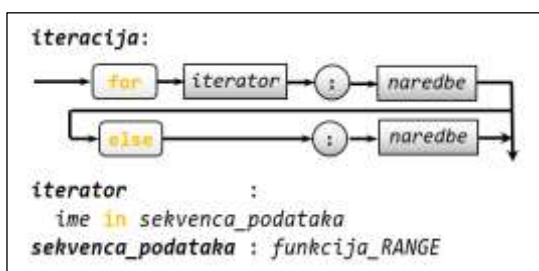 iteracija:
for iterator : naredbe
else : naredbe
iterator :
ime in sekvenca_podataka
sekvenca_podataka : funkcija_RANGE